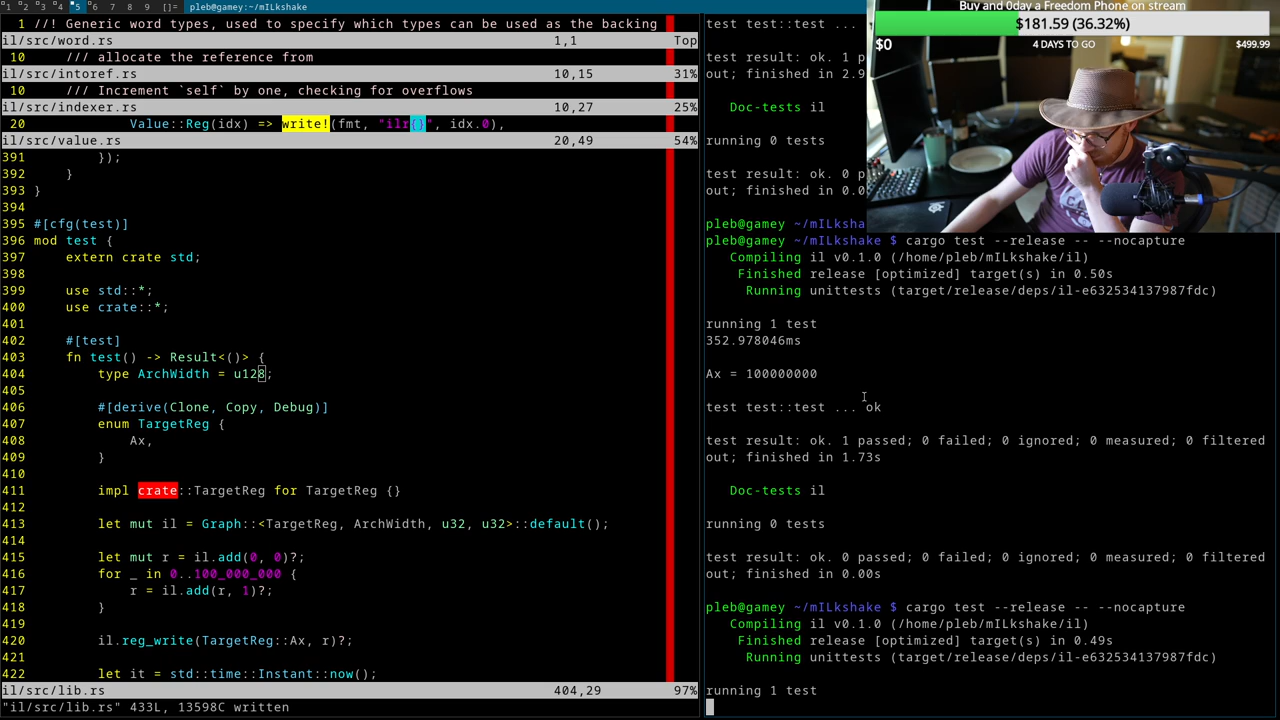 1 2 3 4 5 6 7 8 9 []= pleb@gamey:~/mILkshake
1 //! Generic word types, used to specify which types can be used as the backing
il/src/word.rs 1,1 Top
10 /// allocate the reference from
il/src/intoref.rs 10,15 31%
10 /// Increment `self` by one, checking for overflows
il/src/indexer.rs 10,27 25%
20 Value::Reg(idx) => write!(fmt, "ilr{}", idx.0),
il/src/value.rs 20,49 54%
391 });
392 }
393 }
394
395 #[cfg(test)]
396 mod test {
397 extern crate std;
398
399 use std::*;
400 use crate::*;
401
402 #[test]
403 fn test() -> Result<()> {
404 type ArchWidth = u128;
405
406 #[derive(Clone, Copy, Debug)]
407 enum TargetReg {
408 Ax,
409 }
410
411 impl crate::TargetReg for TargetReg {}
412
413 let mut il = Graph::<TargetReg, ArchWidth, u32, u32>::default();
414
415 let mut r = il.add(0, 0)?;
416 for _ in 0..100_000_000 {
417 r = il.add(r, 1)?;
418 }
419
420 il.reg_write(TargetReg::Ax, r)?;
421
422 let it = std::time::Instant::now();
il/src/lib.rs 404,29 97%
"il/src/lib.rs" 433L, 13598C written
test test::test ...
test result: ok. 1 p
out; finished in 2.9
Doc-tests il
running 0 tests
test result: ok. 0 p
out; finished in 0.0
pleb@gamey ~/mILksha
pleb@gamey ~/mILkshake $ cargo test --release -- --nocapture
Compiling il v0.1.0 (/home/pleb/mILkshake/il)
Finished release [optimized] target(s) in 0.50s
Running unittests (target/release/deps/il-e632534137987fdc)
running 1 test
352.978046ms
Ax = 100000000
test test::test ... ok
test result: ok. 1 passed; 0 failed; 0 ignored; 0 measured; 0 filtered
out; finished in 1.73s
Doc-tests il
running 0 tests
test result: ok. 0 passed; 0 failed; 0 ignored; 0 measured; 0 filtered
out; finished in 0.00s
pleb@gamey ~/mILkshake $ cargo test --release -- --nocapture
Compiling il v0.1.0 (/home/pleb/mILkshake/il)
Finished release [optimized] target(s) in 0.49s
Running unittests (target/release/deps/il-e632534137987fdc)
running 1 test
Buy and 0day a Freedom Phone on stream
$181.59 (36.32%)
$0 4 DAYS TO GO $499.99